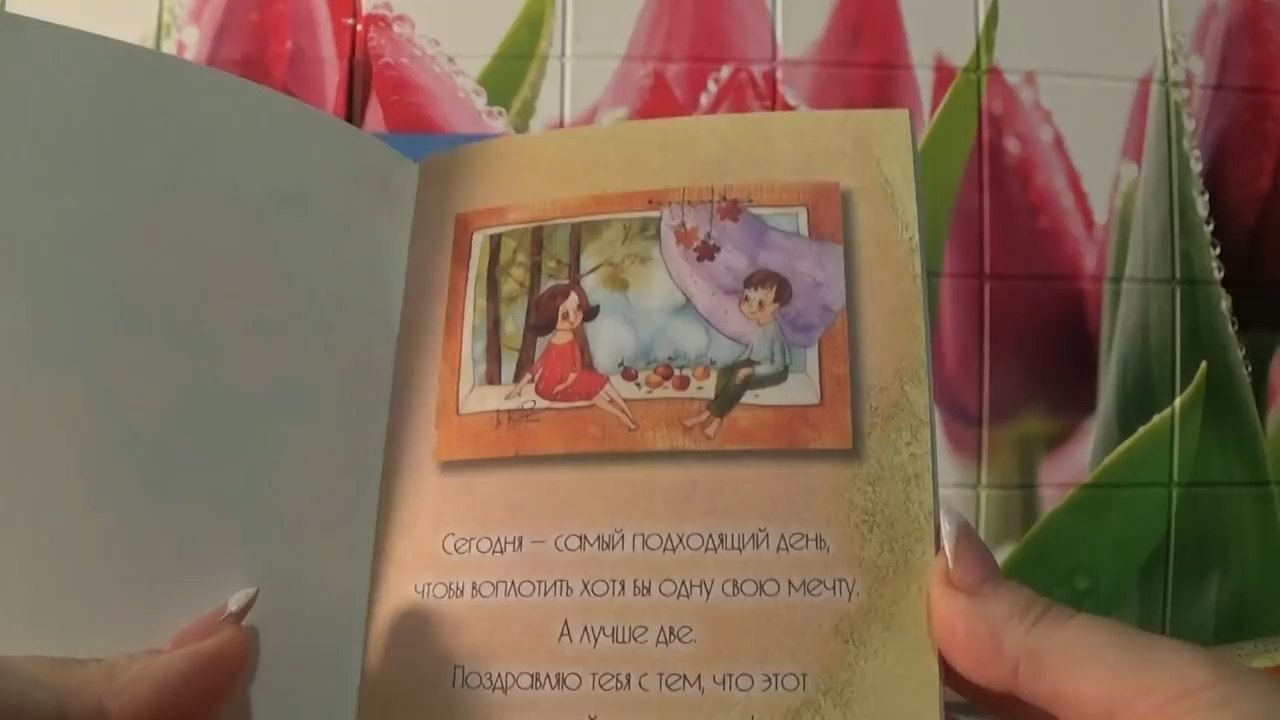 Сегодня — самый подходящий день,
чтобы воплотить хотя бы одну свою мечту.
А лучше две.
Поздравляю тебя с тем, что этот